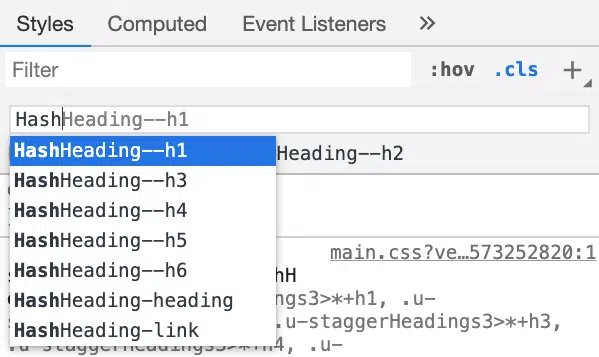 Styles Computed Event Listeners »
Filter :hov .cls +
HashHeading--h1
HashHeading--h1 Heading--h2
HashHeading--h3
HashHeading--h4
HashHeading--h5
main.css?ve…573252820:1
HashHeading--h6 hH
HashHeading-heading ngs3>*+h1, .u-
HashHeading-link .u-staggerHeadings3>*+h3,
.u-staggerHeadings3>*+h4, .u-